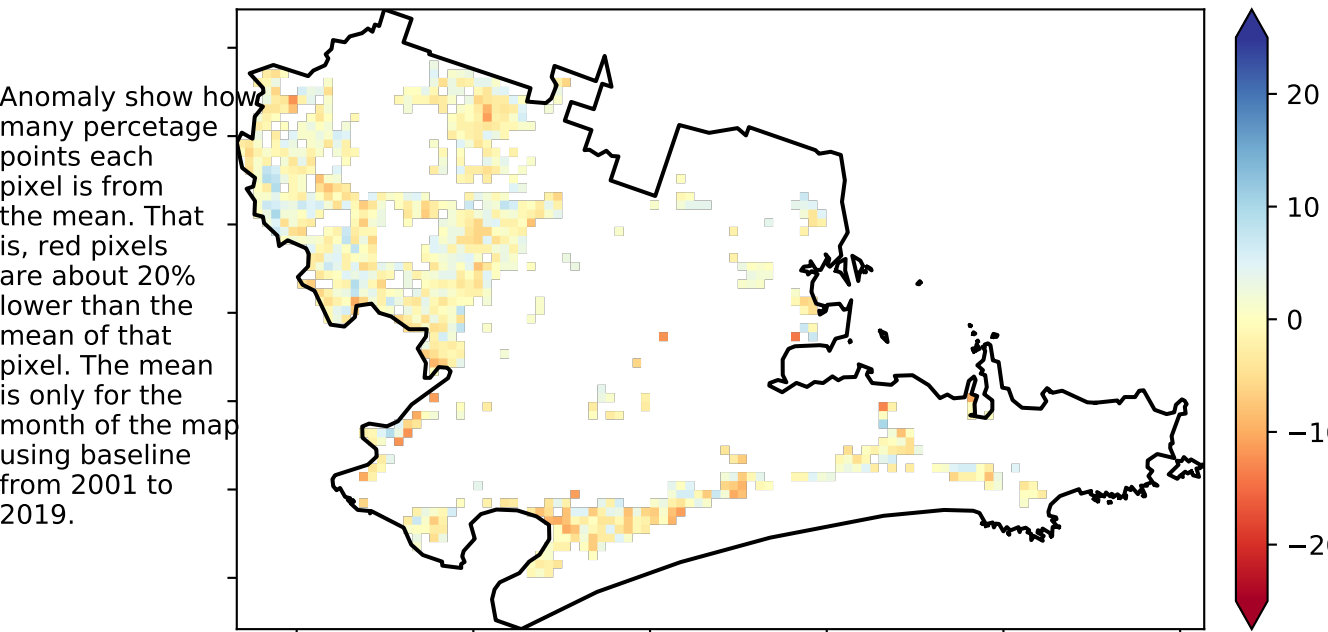 Anomaly show how
many percetage
points each
pixel is from
the mean. That
is, red pixels
are about 20%
lower than the
mean of that
pixel. The mean
is only for the
month of the map
using baseline
from 2001 to
2019.
20
10
0
−10
−20